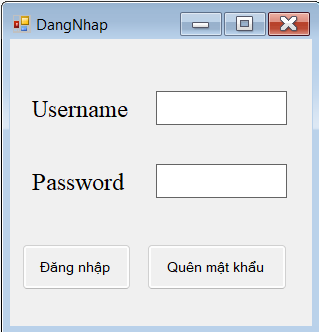 DangNhap
Username
Password
Đăng nhập
Quên mật khẩu